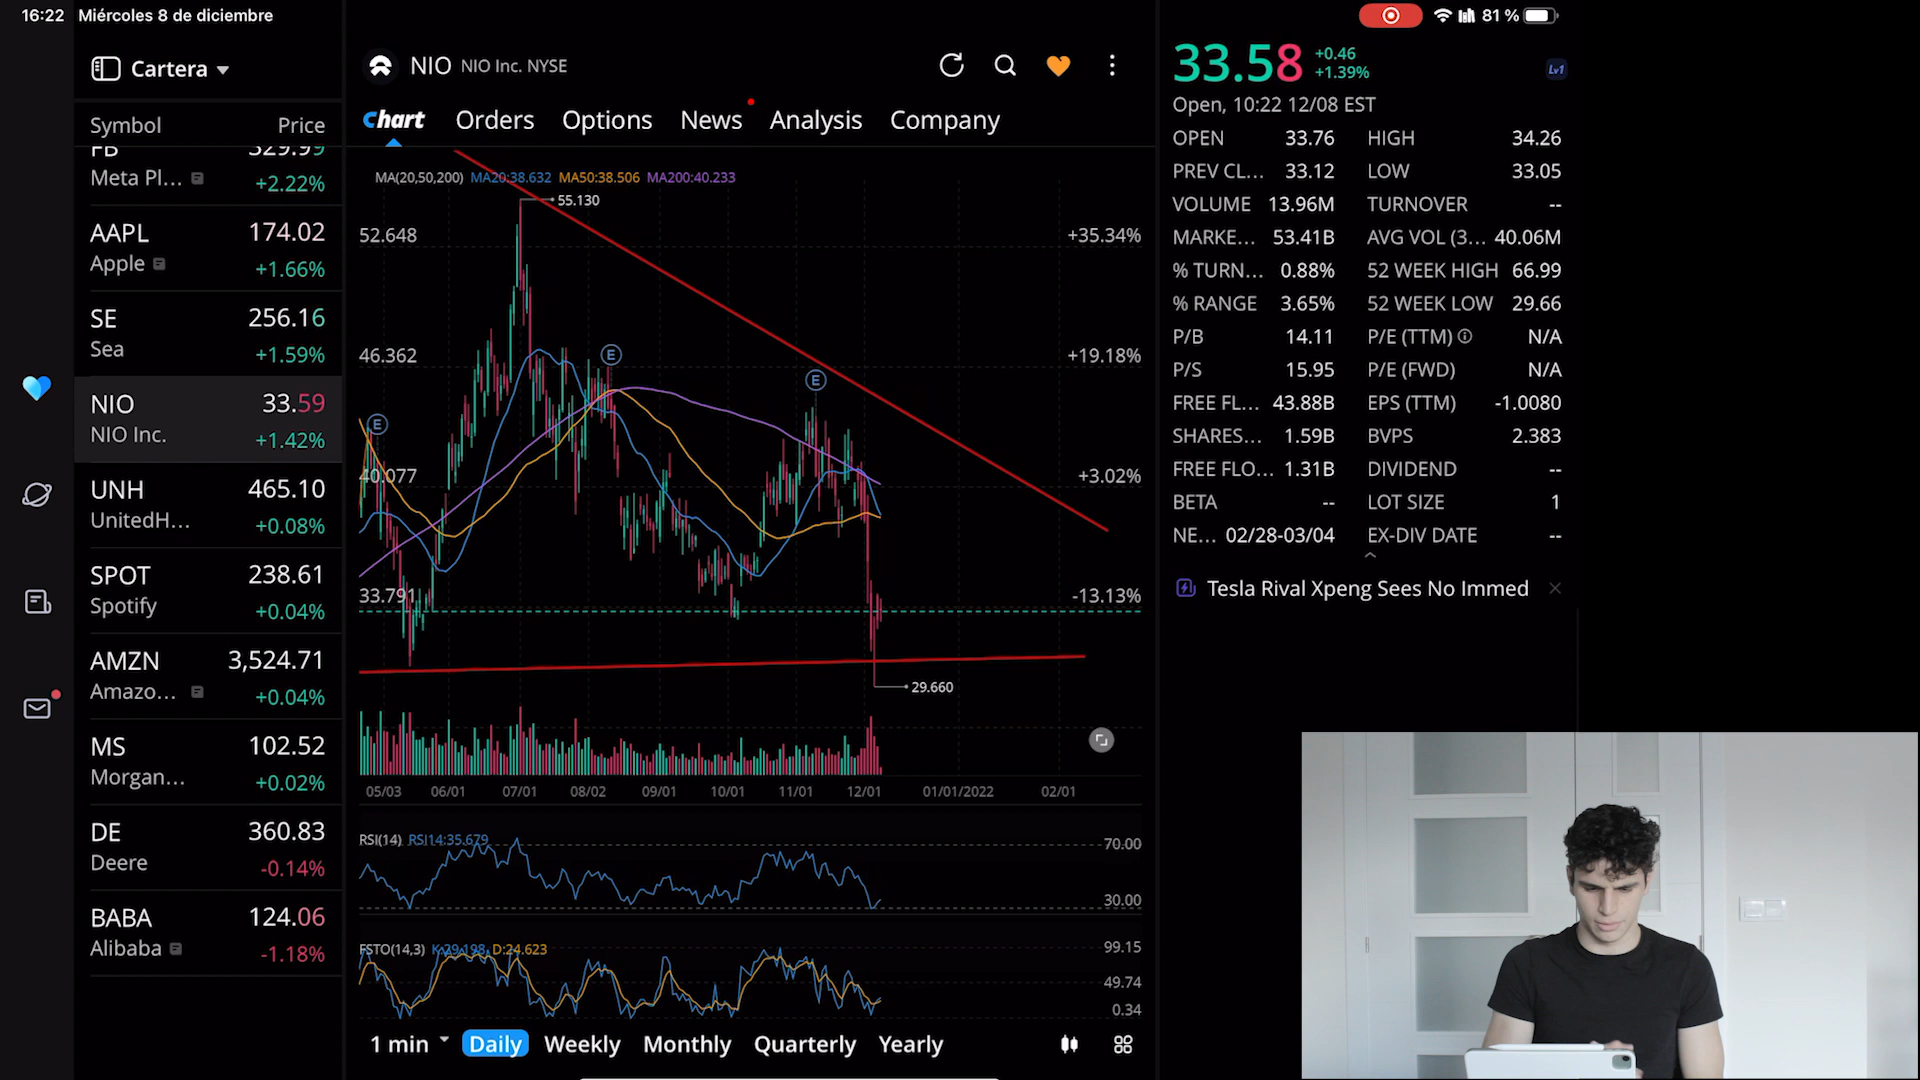 16:22 Miércoles 8 de diciembre
81 %
Cartera
Symbol Price
FB 329.99
Meta Pl... +2.22%
AAPL 174.02
Apple +1.66%
SE 256.16
Sea +1.59%
NIO 33.59
NIO Inc. +1.42%
UNH 465.10
UnitedH... +0.08%
SPOT 238.61
Spotify +0.04%
AMZN 3,524.71
Amazo... +0.04%
MS 102.52
Morgan... +0.02%
DE 360.83
Deere -0.14%
BABA 124.06
Alibaba -1.18%
NIO NIO Inc. NYSE
Chart Orders Options News Analysis Company
MA(20,50,200) MA20:38.632 MA50:38.506 MA200:40.233
55.130
52.648 +35.34%
46.362 +19.18%
E
E
E
40.077 +3.02%
33.791 -13.13%
29.660
05/03 06/01 07/01 08/02 09/01 10/01 11/01 12/01 01/01/2022 02/01
RSI(14) RSI14:35.679 70.00
30.00
FSTO(14,3) K:29.198 D:24.623 99.15
49.74
0.34
1 min Daily Weekly Monthly Quarterly Yearly
33.58 +0.46
+1.39%
Lv1
Open, 10:22 12/08 EST
OPEN 33.76 HIGH 34.26
PREV CL... 33.12 LOW 33.05
VOLUME 13.96M TURNOVER --
MARKE... 53.41B AVG VOL (3... 40.06M
% TURN... 0.88% 52 WEEK HIGH 66.99
% RANGE 3.65% 52 WEEK LOW 29.66
P/B 14.11 P/E (TTM) N/A
P/S 15.95 P/E (FWD) N/A
FREE FL... 43.88B EPS (TTM) -1.0080
SHARES... 1.59B BVPS 2.383
FREE FLO... 1.31B DIVIDEND --
BETA -- LOT SIZE 1
NE... 02/28-03/04 EX-DIV DATE --
Tesla Rival Xpeng Sees No Immed